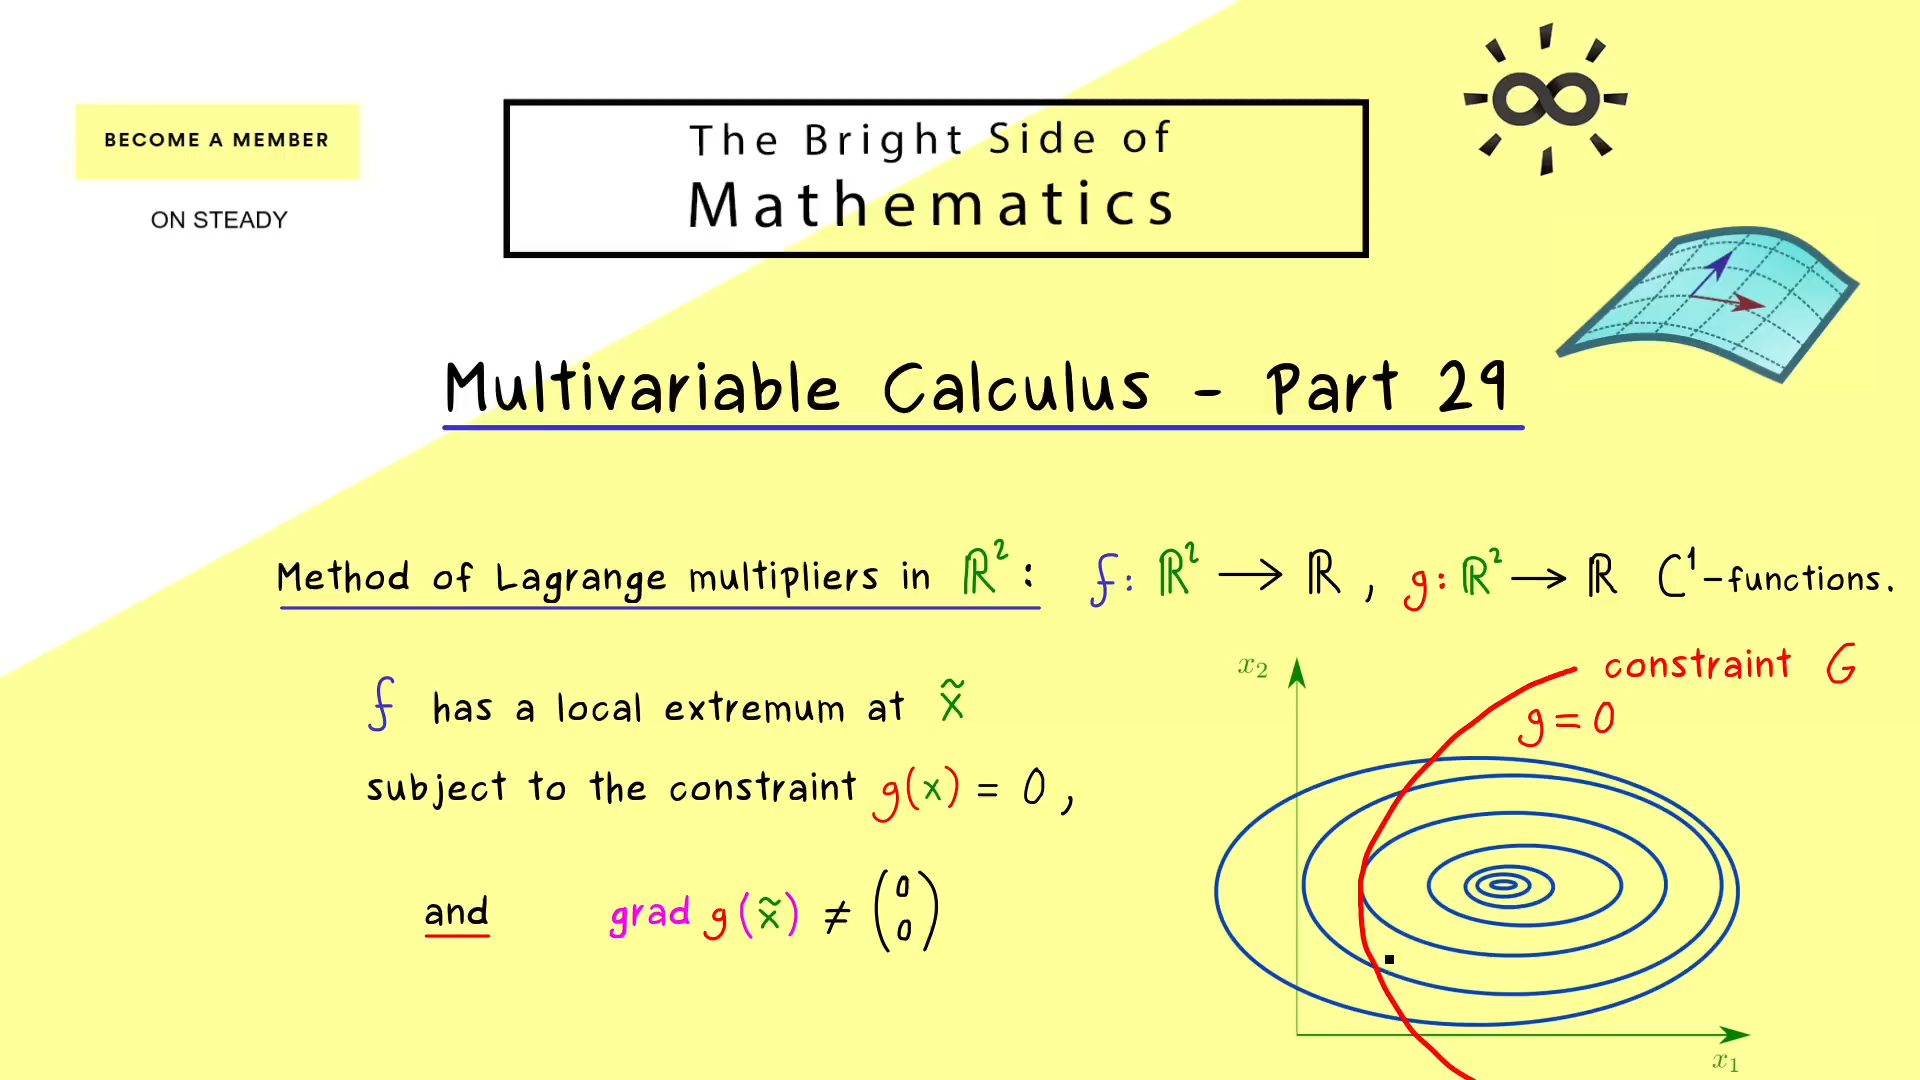 BECOME A MEMBER
ON STEADY
The Bright Side of
Mathematics
Multivariable Calculus - Part 29
Method of Lagrange multipliers in ℝ²: f: ℝ² ⟶ ℝ , g: ℝ² ⟶ ℝ C¹-functions.
f has a local extremum at x̃
subject to the constraint g(x) = 0 ,
and grad g(x̃) ≠ (0 0)
x₂
constraint G
g = 0
x₁